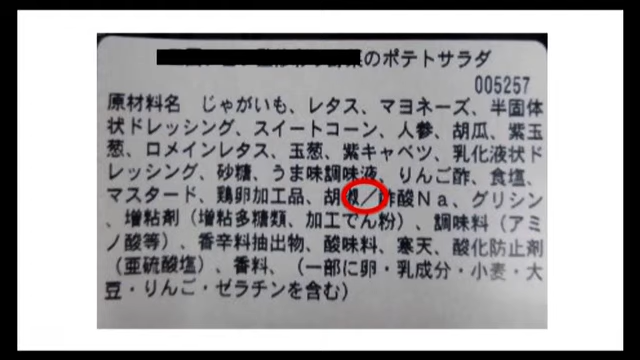 のポテトサラダ
005257
原材料名 じゃがいも、レタス、マヨネーズ、半固体
状ドレッシング、スイートコーン、人参、胡瓜、紫玉
葱、ロメインレタス、玉葱、紫キャベツ、乳化液状ド
レッシング、砂糖、うま味調味液、りんご酢、食塩、
マスタード、鶏卵加工品、胡椒／酢酸Ｎａ、グリシン
、増粘剤（増粘多糖類、加工でん粉）、調味料（アミ
ノ酸等）、香辛料抽出物、酸味料、寒天、酸化防止剤
（亜硫酸塩）、香料、（一部に卵・乳成分・小麦・大
豆・りんご・ゼラチンを含む）